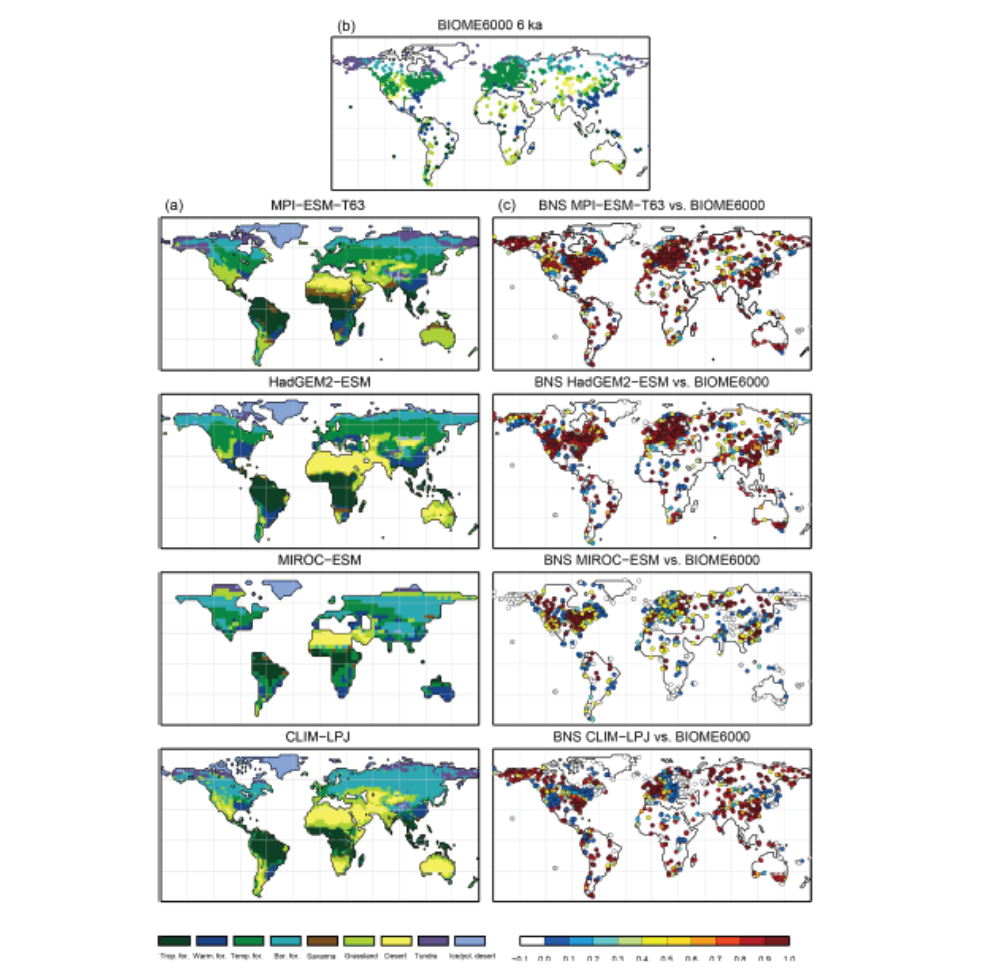 (b) BIOME6000 6 ka
(a) MPI-ESM-T63
(c) BNS MPI-ESM-T63 vs. BIOME6000
HadGEM2-ESM
BNS HadGEM2-ESM vs. BIOME6000
MIROC-ESM
BNS MIROC-ESM vs. BIOME6000
CLIM-LPJ
BNS CLIM-LPJ vs. BIOME6000
Trop. for. Warm. for. Temp. for. Bor. for. Savanna Grassland Desert Tundra Ice/pol. desert
-0.1 0.0 0.1 0.2 0.3 0.4 0.5 0.6 0.7 0.8 0.9 1.0